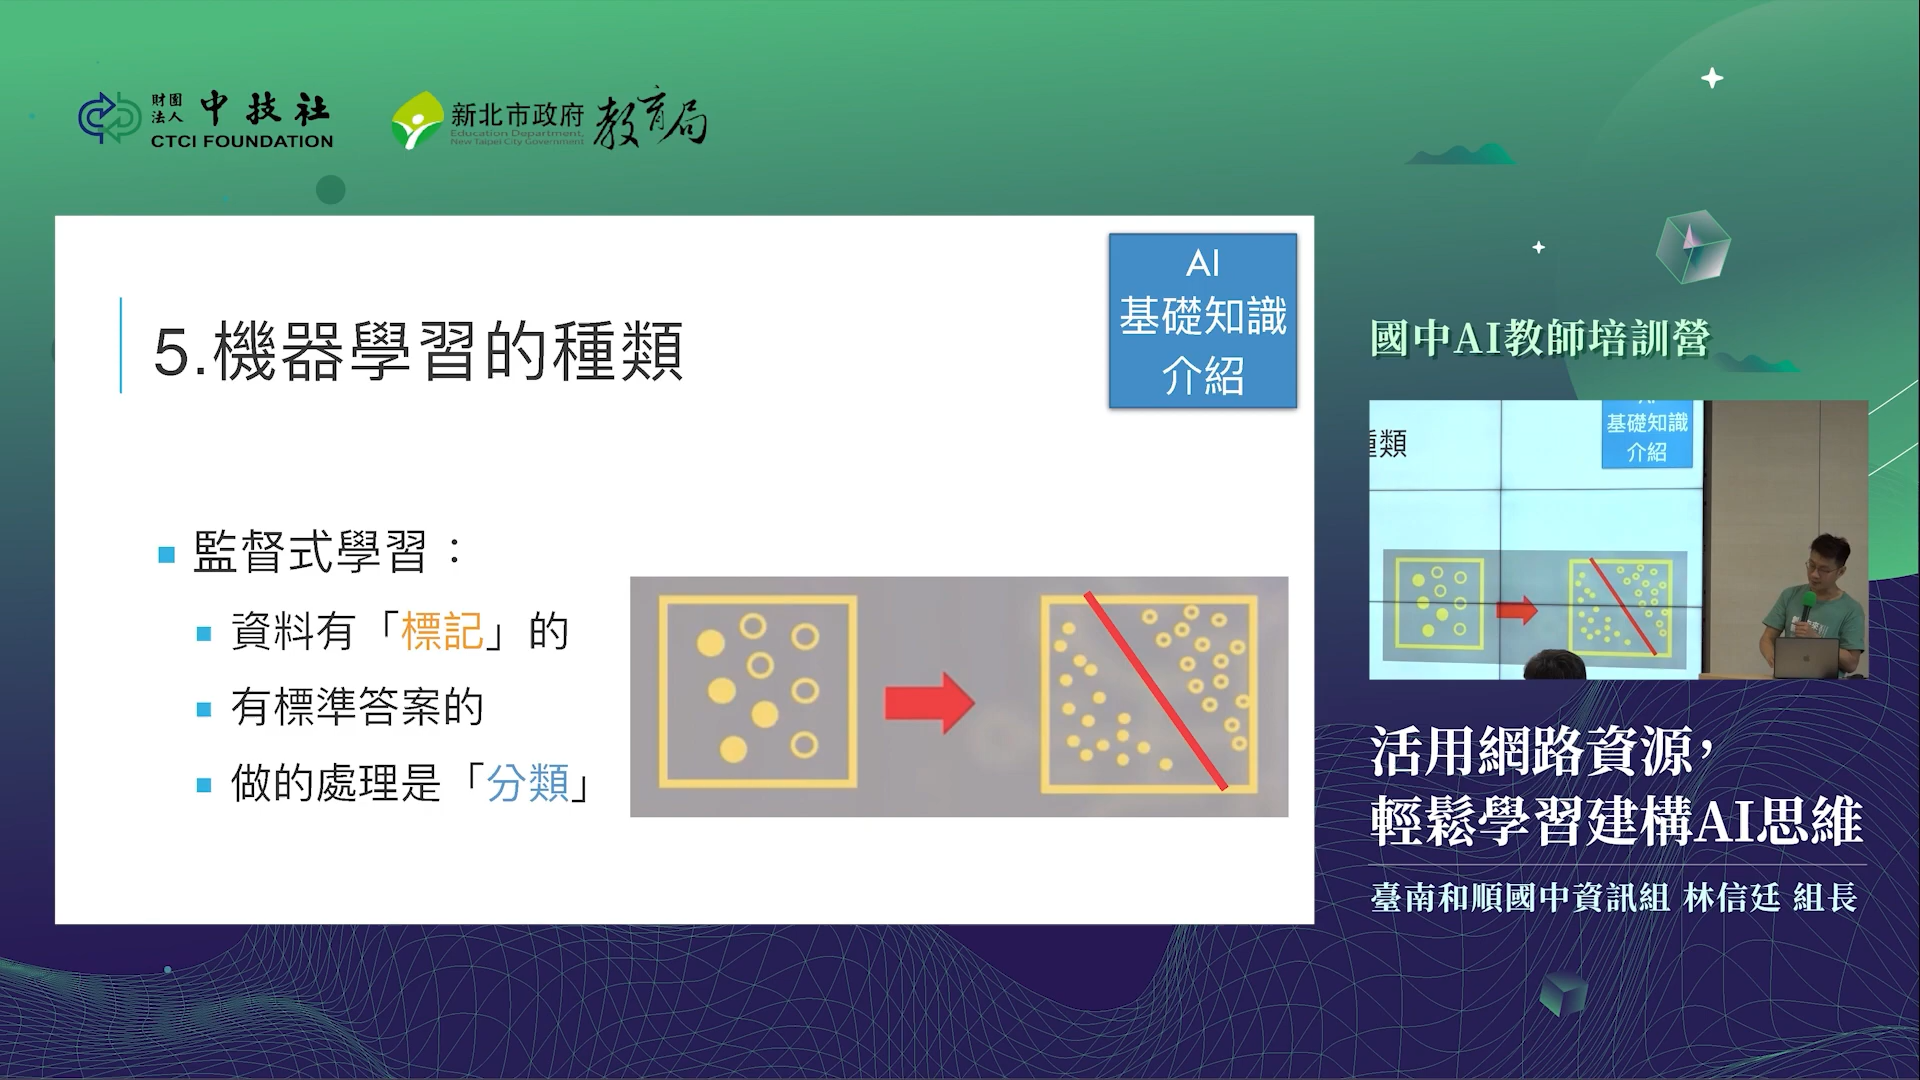 財團法人 中技社
CTCI FOUNDATION
新北市政府 教育局
Education Department,
New Taipei City Government
AI
基礎知識
介紹
5.機器學習的種類
監督式學習：
資料有「標記」的
有標準答案的
做的處理是「分類」
國中AI教師培訓營
種類
AI
基礎知識
介紹
活用網路資源，
輕鬆學習建構AI思維
臺南和順國中資訊組 林信廷 組長